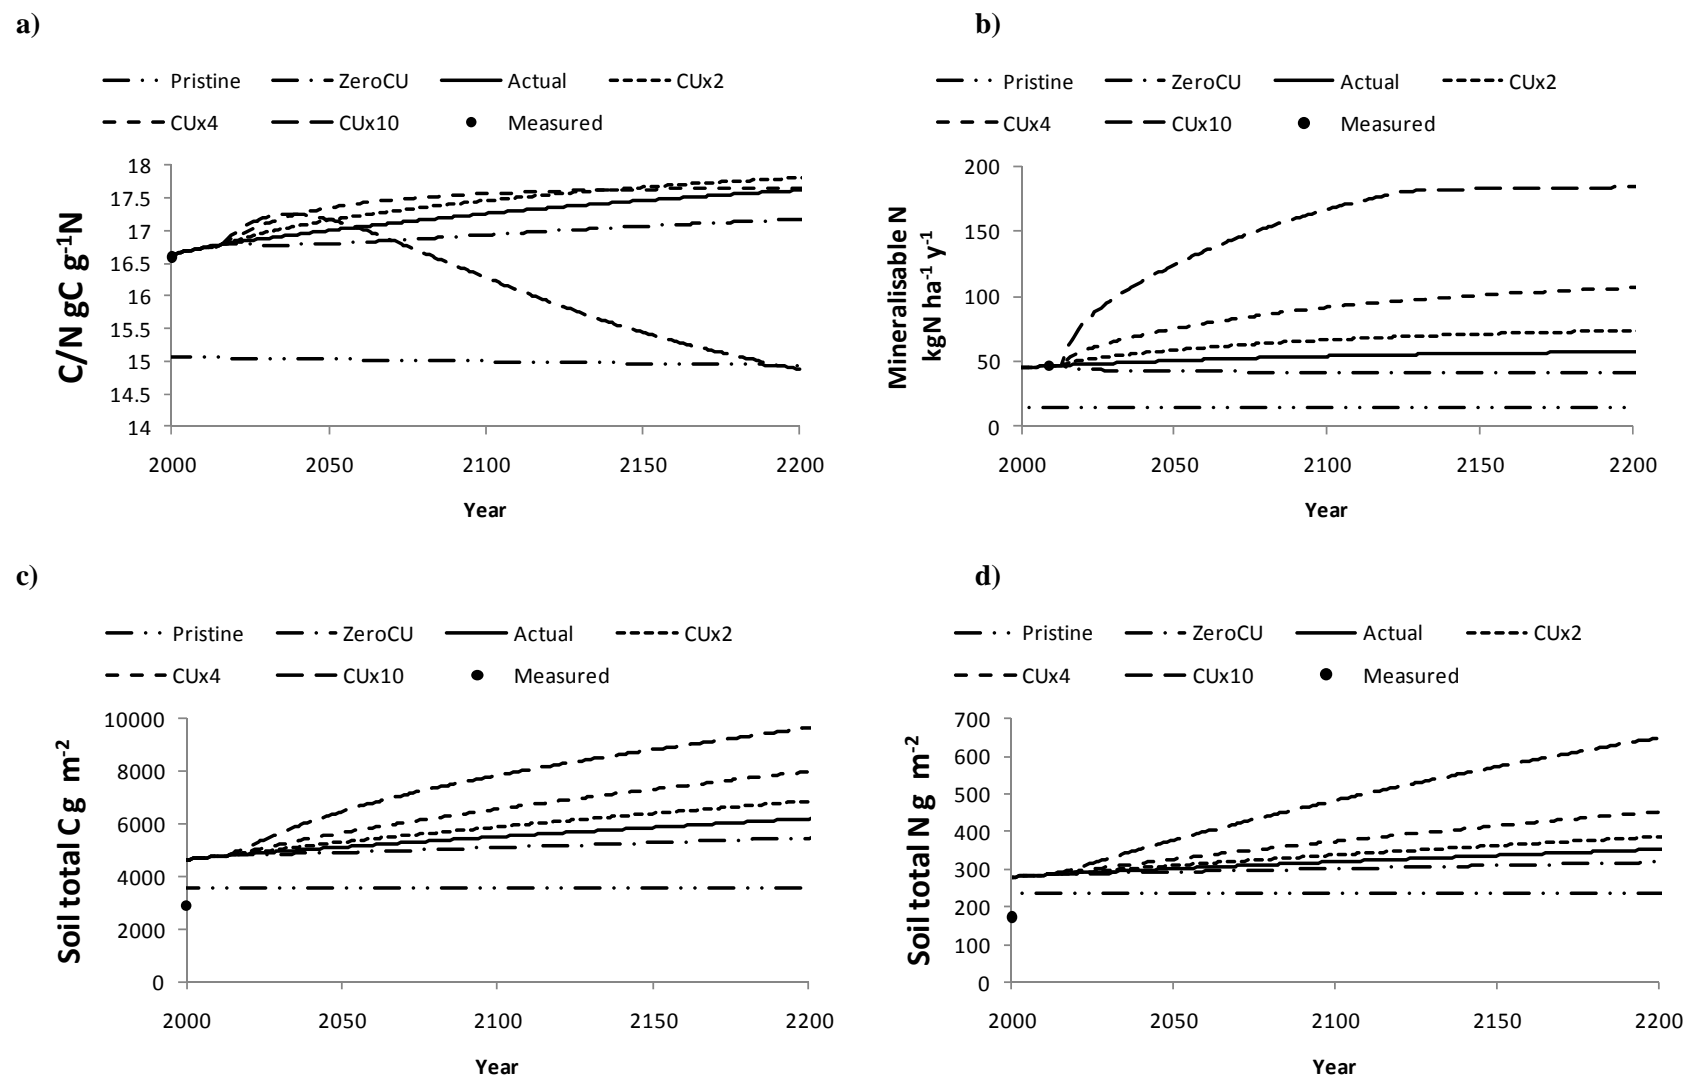 a)
Pristine ZeroCU Actual CUx2
CUx4 CUx10 Measured
C/N gC g-1N
18
17.5
17
16.5
16
15.5
15
14.5
14
2000 2050 2100 2150 2200
Year
b)
Pristine ZeroCU Actual CUx2
CUx4 CUx10 Measured
Mineralisable N
kgN ha-1 y-1
200
150
100
50
0
2000 2050 2100 2150 2200
Year
c)
Pristine ZeroCU Actual CUx2
CUx4 CUx10 Measured
Soil total C g m-2
10000
8000
6000
4000
2000
0
2000 2050 2100 2150 2200
Year
d)
Pristine ZeroCU Actual CUx2
CUx4 CUx10 Measured
Soil total N g m-2
700
600
500
400
300
200
100
0
2000 2050 2100 2150 2200
Year